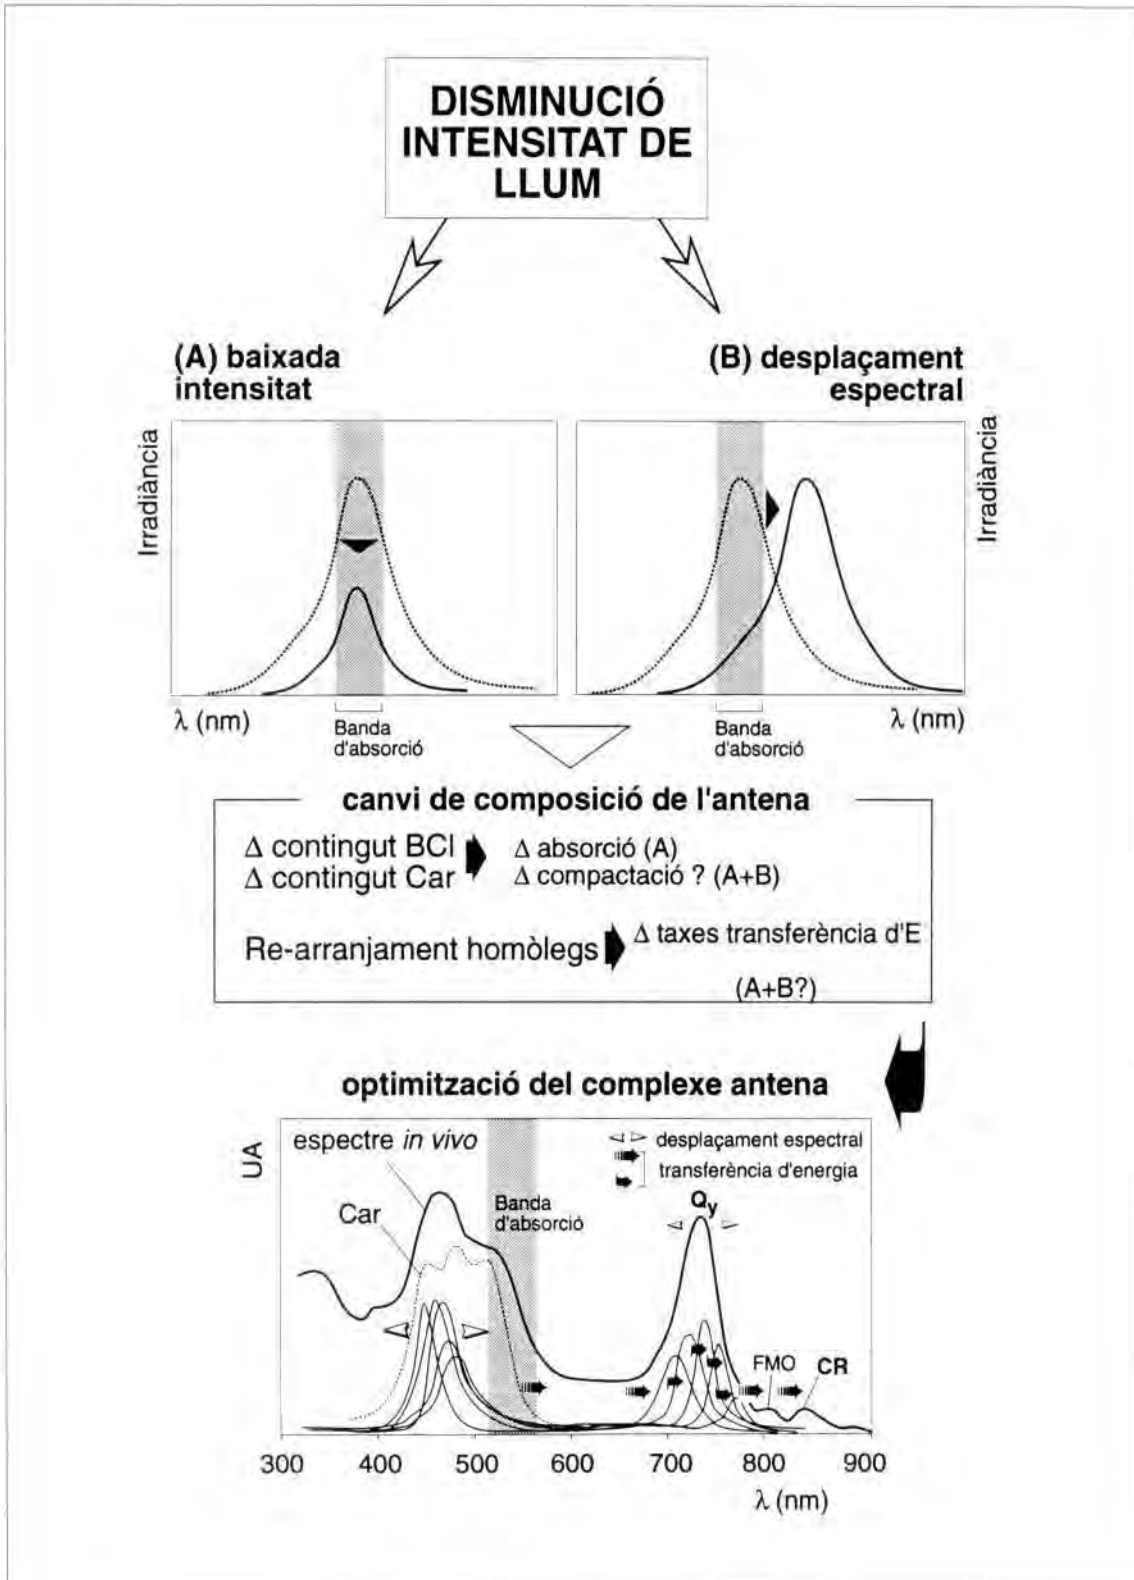 DISMINUCIÓ
INTENSITAT DE
LLUM
(A) baixada
intensitat
(B) desplaçament
espectral
Irradiància
Irradiància
λ (nm)
Banda
d'absorció
Banda
d'absorció
λ (nm)
canvi de composició de l'antena
Δ contingut BCl
Δ absorció (A)
Δ contingut Car
Δ compactació ? (A+B)
Re-arranjament homòlegs
Δ taxes transferència d'E
(A+B?)
optimització del complexe antena
UA
espectre in vivo
desplaçament espectral
transferència d'energia
Car
Banda
d'absorció
Qy
FMO
CR
300 400 500 600 700 800 900
λ (nm)